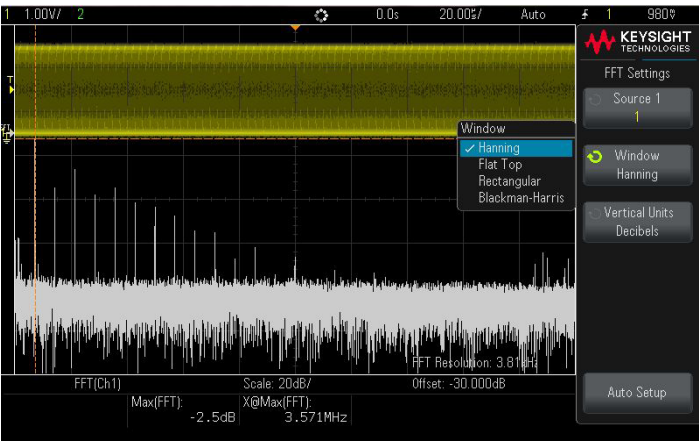 1 1.00V/ 2 0.0s 20.00s/ Auto 1 980
KEYSIGHT
TECHNOLOGIES
FFT Settings
Source 1
1
Window
Hanning
Flat Top
Rectangular
Blackman-Harris
Window
Hanning
Vertical Units
Decibels
T
FFT Resolution: 3.81kHz
FFT(Ch1) Scale: 20dB/ Offset: -30.000dB
Auto Setup
Max(FFT): X@Max(FFT):
-2.5dB 3.571MHz